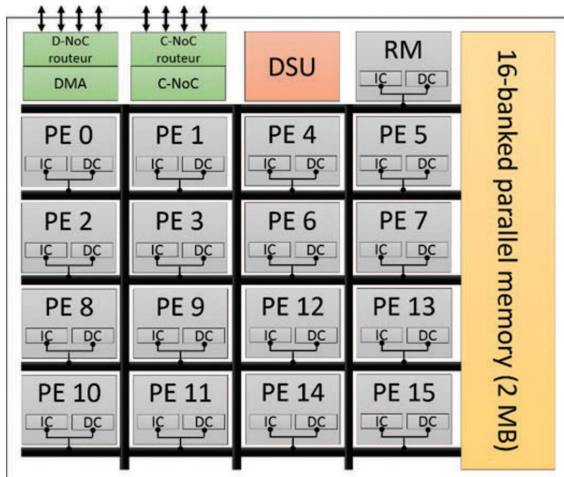 D-NoC
routeur
DMA
C-NoC
routeur
C-NoC
DSU
RM
IC DC
16-banked parallel memory (2 MB)
PE 0
IC DC
PE 1
IC DC
PE 4
IC DC
PE 5
IC DC
PE 2
IC DC
PE 3
IC DC
PE 6
IC DC
PE 7
IC DC
PE 8
IC DC
PE 9
IC DC
PE 12
IC DC
PE 13
IC DC
PE 10
IC DC
PE 11
IC DC
PE 14
IC DC
PE 15
IC DC